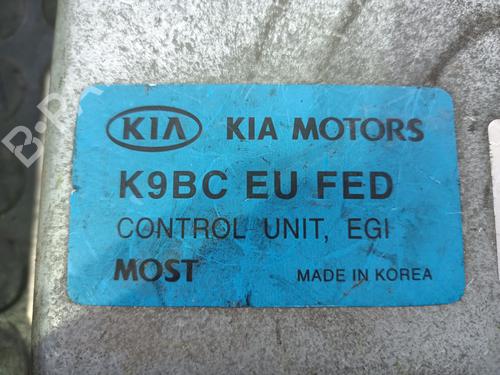 KIA KIA MOTORS
K9BC EU FED
CONTROL UNIT, EGI
MOST MADE IN KOREA